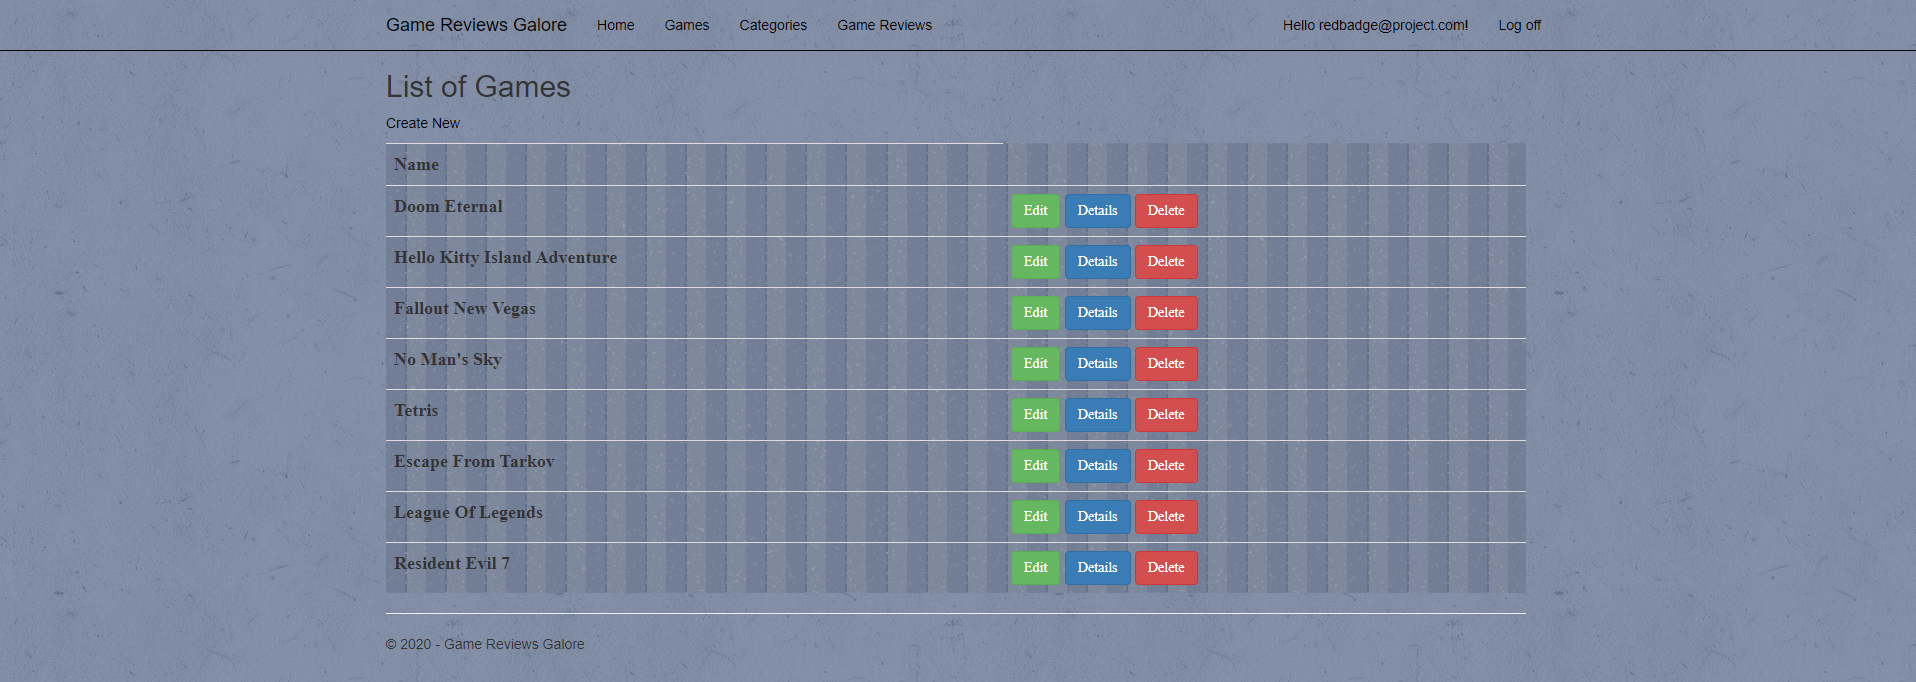 Game Reviews Galore Home Games Categories Game Reviews Hello redbadge@project.com! Log off
List of Games
Create New
Name
Doom Eternal Edit Details Delete
Hello Kitty Island Adventure Edit Details Delete
Fallout New Vegas Edit Details Delete
No Man's Sky Edit Details Delete
Tetris Edit Details Delete
Escape From Tarkov Edit Details Delete
League Of Legends Edit Details Delete
Resident Evil 7 Edit Details Delete
© 2020 - Game Reviews Galore